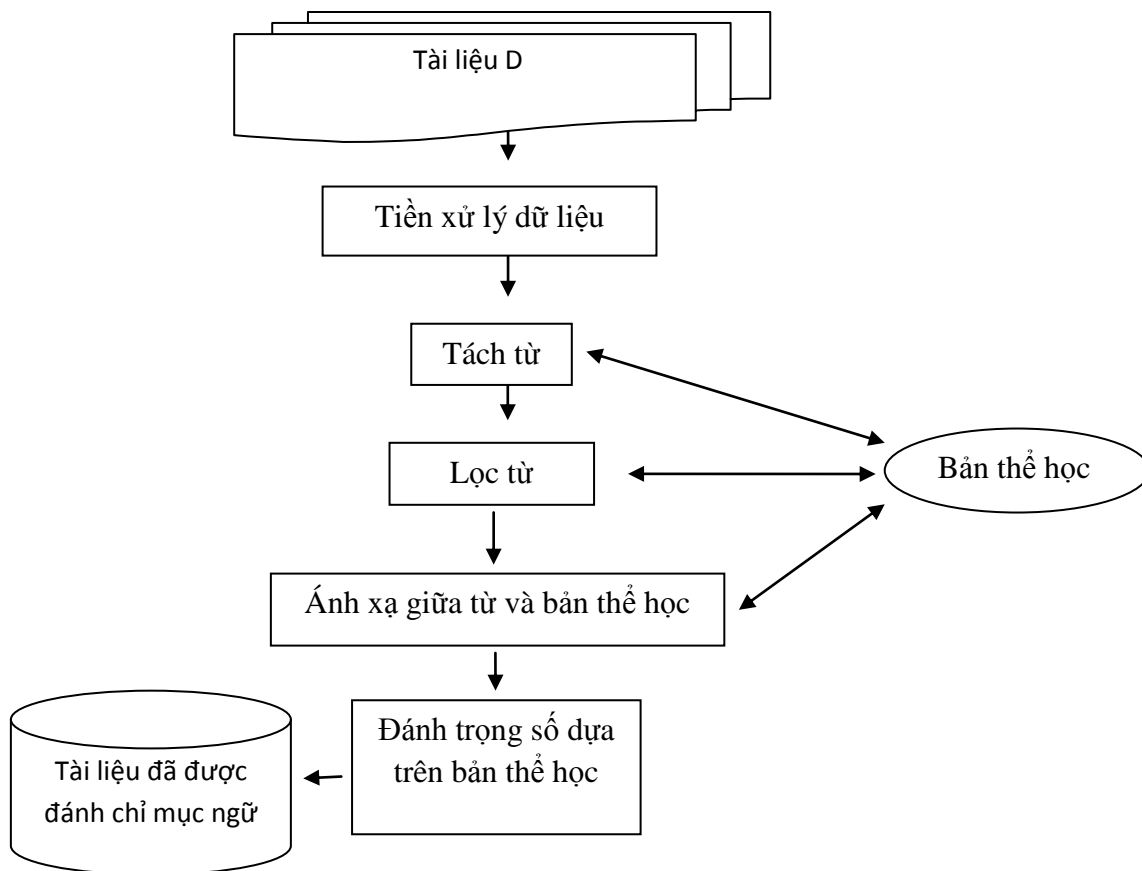 Tài liệu D
Tiền xử lý dữ liệu
Tách từ
Lọc từ
Bản thể học
Ánh xạ giữa từ và bản thể học
Đánh trọng số dựa
trên bản thể học
Tài liệu đã được
đánh chỉ mục ngữ